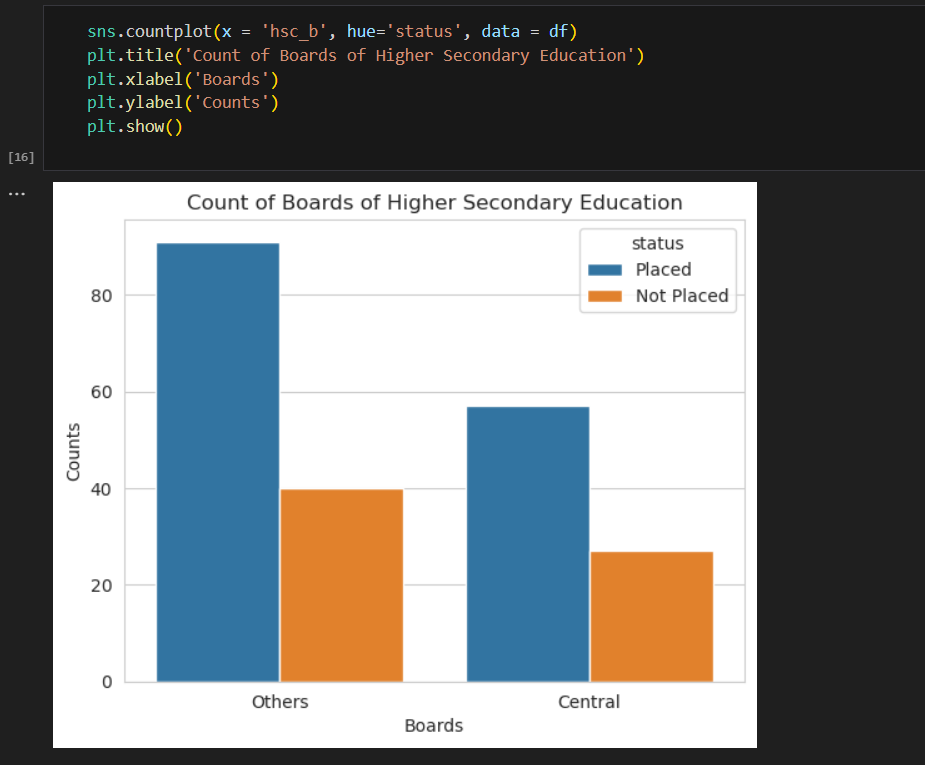 sns.countplot(x = 'hsc_b', hue='status', data = df)
plt.title('Count of Boards of Higher Secondary Education')
plt.xlabel('Boards')
plt.ylabel('Counts')
plt.show()
[16]
...
Count of Boards of Higher Secondary Education
status
Placed
Not Placed
80
60
40
20
0
Counts
Others Central
Boards